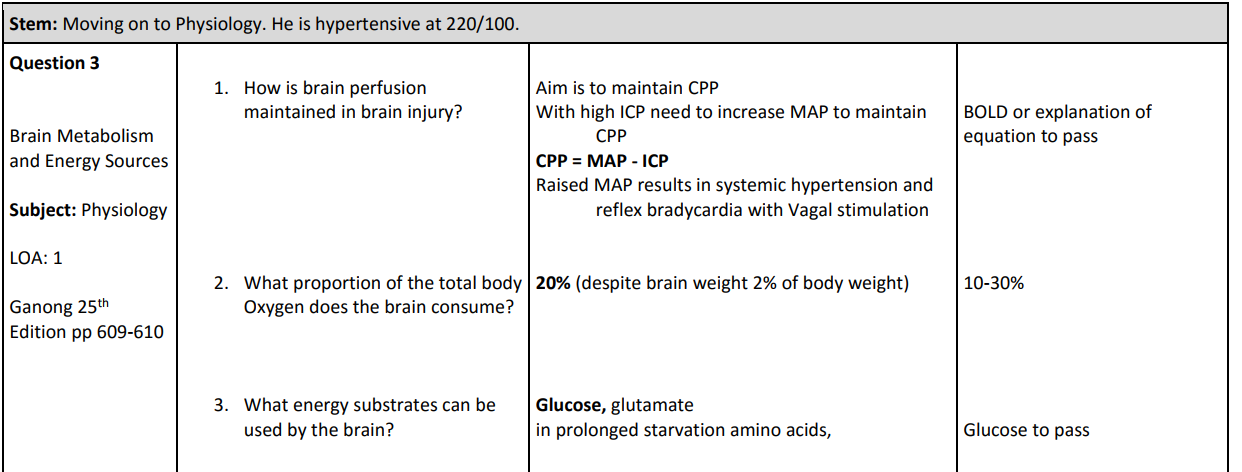 Stem: Moving on to Physiology. He is hypertensive at 220/100.
Question 3
Brain Metabolism
and Energy Sources
Subject: Physiology
LOA: 1
Ganong 25th
Edition pp 609-610
1. How is brain perfusion
maintained in brain injury?
Aim is to maintain CPP
With high ICP need to increase MAP to maintain
CPP
CPP = MAP - ICP
Raised MAP results in systemic hypertension and
reflex bradycardia with Vagal stimulation
BOLD or explanation of
equation to pass
2. What proportion of the total body
Oxygen does the brain consume?
20% (despite brain weight 2% of body weight)
10-30%
3. What energy substrates can be
used by the brain?
Glucose, glutamate
in prolonged starvation amino acids,
Glucose to pass